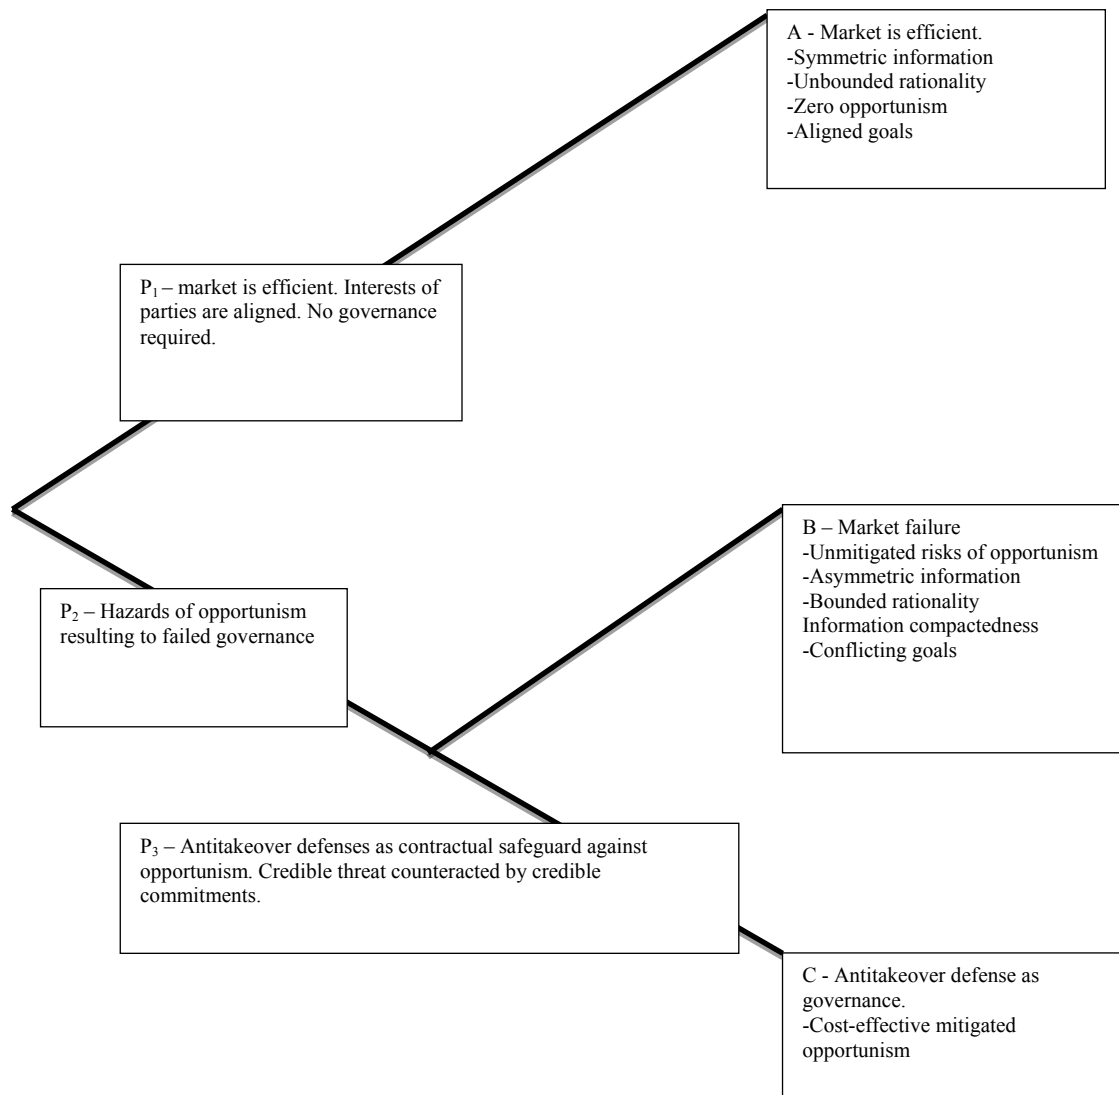 A - Market is efficient.
-Symmetric information
-Unbounded rationality
-Zero opportunism
-Aligned goals
P₁ – market is efficient. Interests of
parties are aligned. No governance
required.
B – Market failure
-Unmitigated risks of opportunism
-Asymmetric information
-Bounded rationality
Information compactedness
-Conflicting goals
P₂ – Hazards of opportunism
resulting to failed governance
P₃ – Antitakeover defenses as contractual safeguard against
opportunism. Credible threat counteracted by credible
commitments.
C - Antitakeover defense as
governance.
-Cost-effective mitigated
opportunism